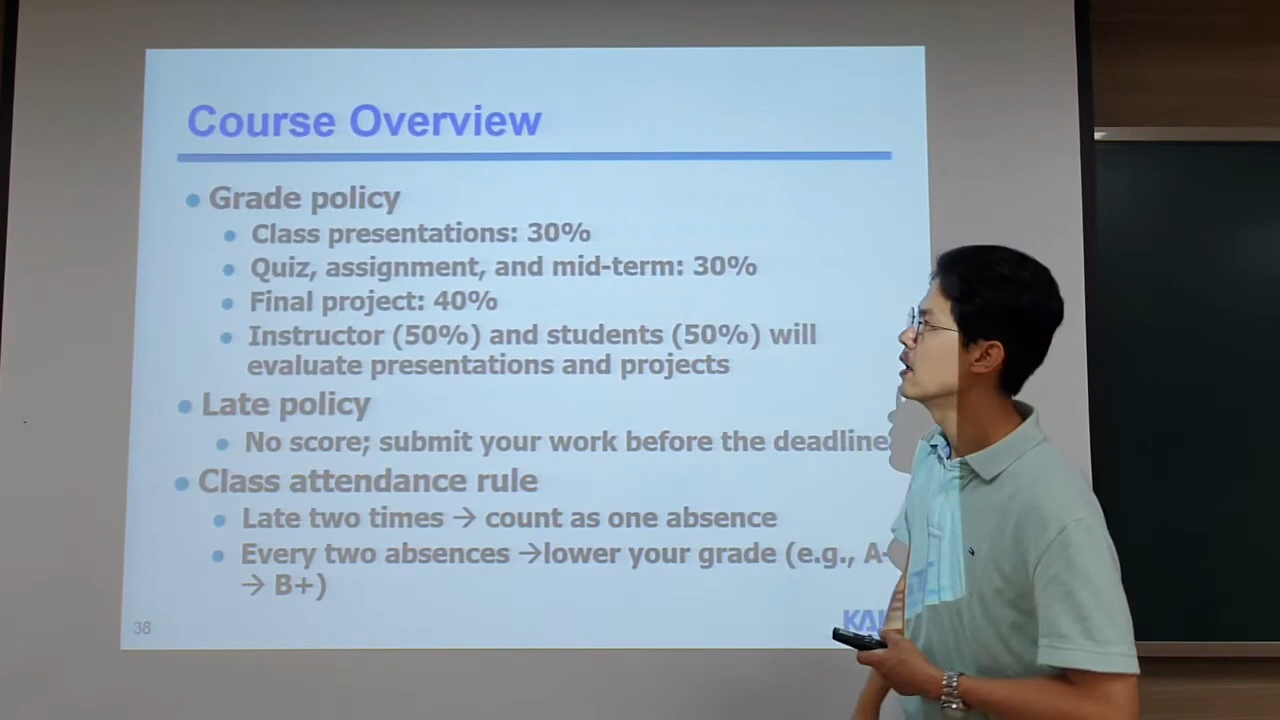 Course Overview
Grade policy
Class presentations: 30%
Quiz, assignment, and mid-term: 30%
Final project: 40%
Instructor (50%) and students (50%) will
evaluate presentations and projects
Late policy
No score; submit your work before the deadline
Class attendance rule
Late two times → count as one absence
Every two absences →lower your grade (e.g., A-
→ B+)
38